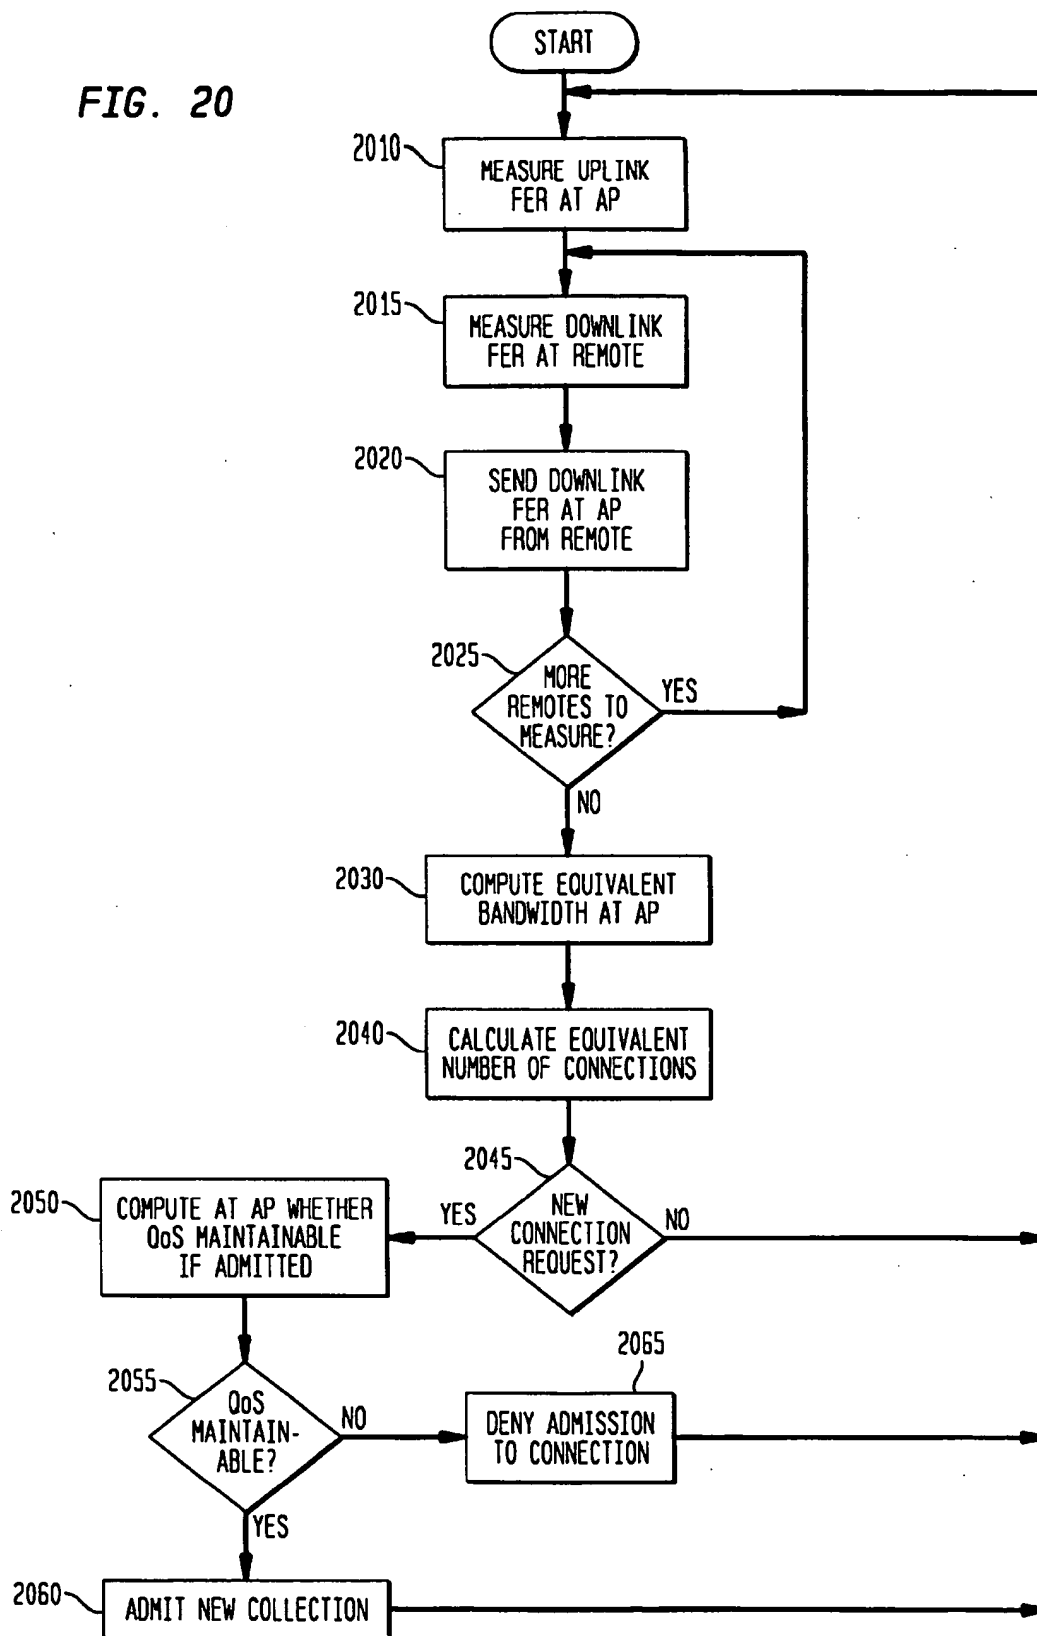 START
FIG. 20
2010
MEASURE UPLINK
FER AT AP
2015
MEASURE DOWNLINK
FER AT REMOTE
2020
SEND DOWNLINK
FER AT AP
FROM REMOTE
2025
MORE
REMOTES TO
MEASURE?
YES
NO
2030
COMPUTE EQUIVALENT
BANDWIDTH AT AP
2040
CALCULATE EQUIVALENT
NUMBER OF CONNECTIONS
2045
NEW
CONNECTION
REQUEST?
YES
NO
2050
COMPUTE AT AP WHETHER
QoS MAINTAINABLE
IF ADMITTED
2055
QoS
MAINTAIN-
ABLE?
NO
YES
2065
DENY ADMISSION
TO CONNECTION
2060
ADMIT NEW COLLECTION